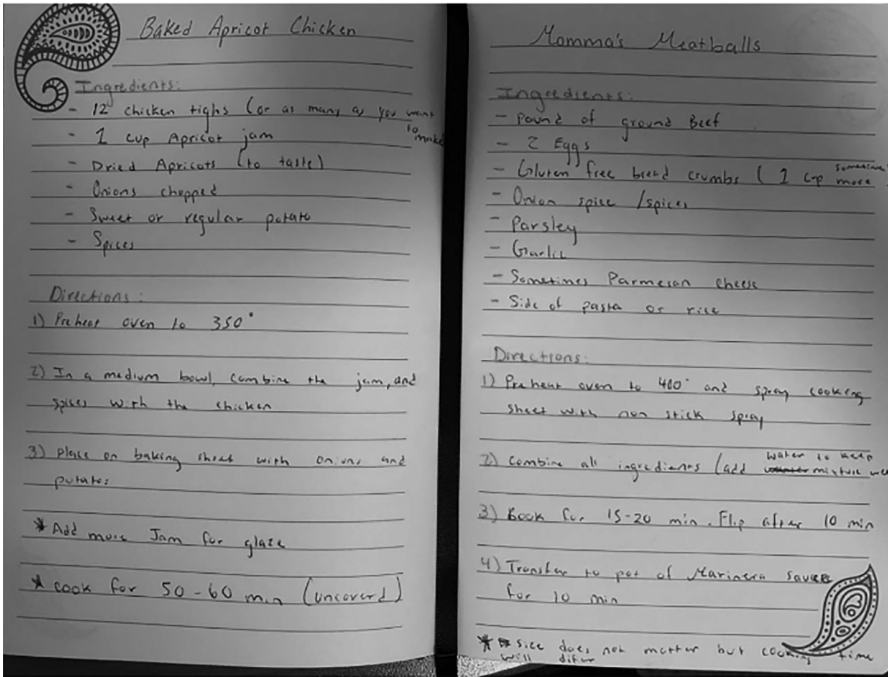 Baked Apricot Chicken
Ingredients:
- 12 chicken tighs (or as many as you want
to make
- 1 cup Apricot jam
- Dried Apricots (to taste)
- Onions chopped
- Sweet or regular potato
- Spices
Directions:
1) Preheat oven to 350°
2) In a medium bowl, combine the jam, and
spices with the chicken
3) Place on baking sheet with onions and
potatos
* Add more Jam for glaze
* Cook for 50-60 min (uncoverd)
Momma's Meatballs
Ingredients:
- Pound of ground Beef
- 2 Eggs
- Gluten free bread crumbs (1 cup sometimes more
- Onion spice /spices
- Parsley
- Garlic
- Sometimes Parmesan cheese
- Side of pasta or rice
Directions:
1) Preheat oven to 400° and spray cooking
sheet with non stick spray
2) Combine all ingredients (add water to keep mixture wet
3) Book for 15-20 min. Flip after 10 min
4) Transfer to pot of Marinera sauce
for 10 min
* Size does not matter but cooking time
will difer